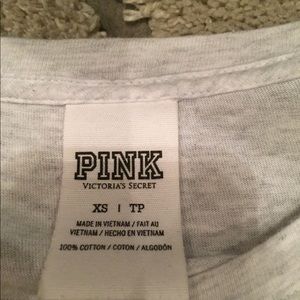 PINK
VICTORIA'S SECRET
XS | TP
MADE IN VIETNAM / FAIT AU
VIETNAM / HECHO EN VIETNAM
100% COTTON / COTON / ALGODÓN